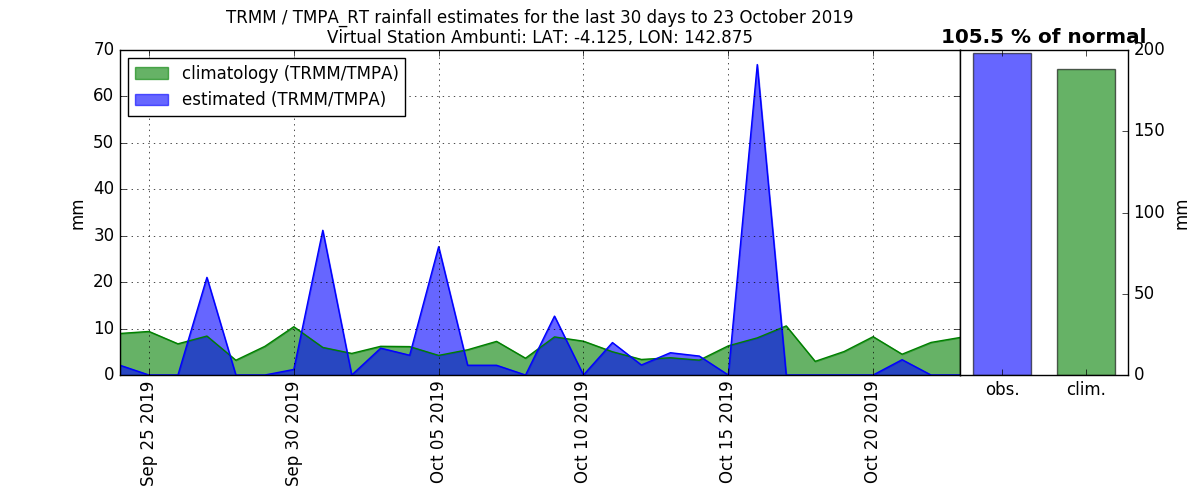 TRMM / TMPA_RT rainfall estimates for the last 30 days to 23 October 2019
Virtual Station Ambunti: LAT: -4.125, LON: 142.875
105.5 % of normal
climatology (TRMM/TMPA)
estimated (TRMM/TMPA)
mm
70
60
50
40
30
20
10
0
Sep 25 2019
Sep 30 2019
Oct 05 2019
Oct 10 2019
Oct 15 2019
Oct 20 2019
obs.
clim.
200
150
100
50
0
mm